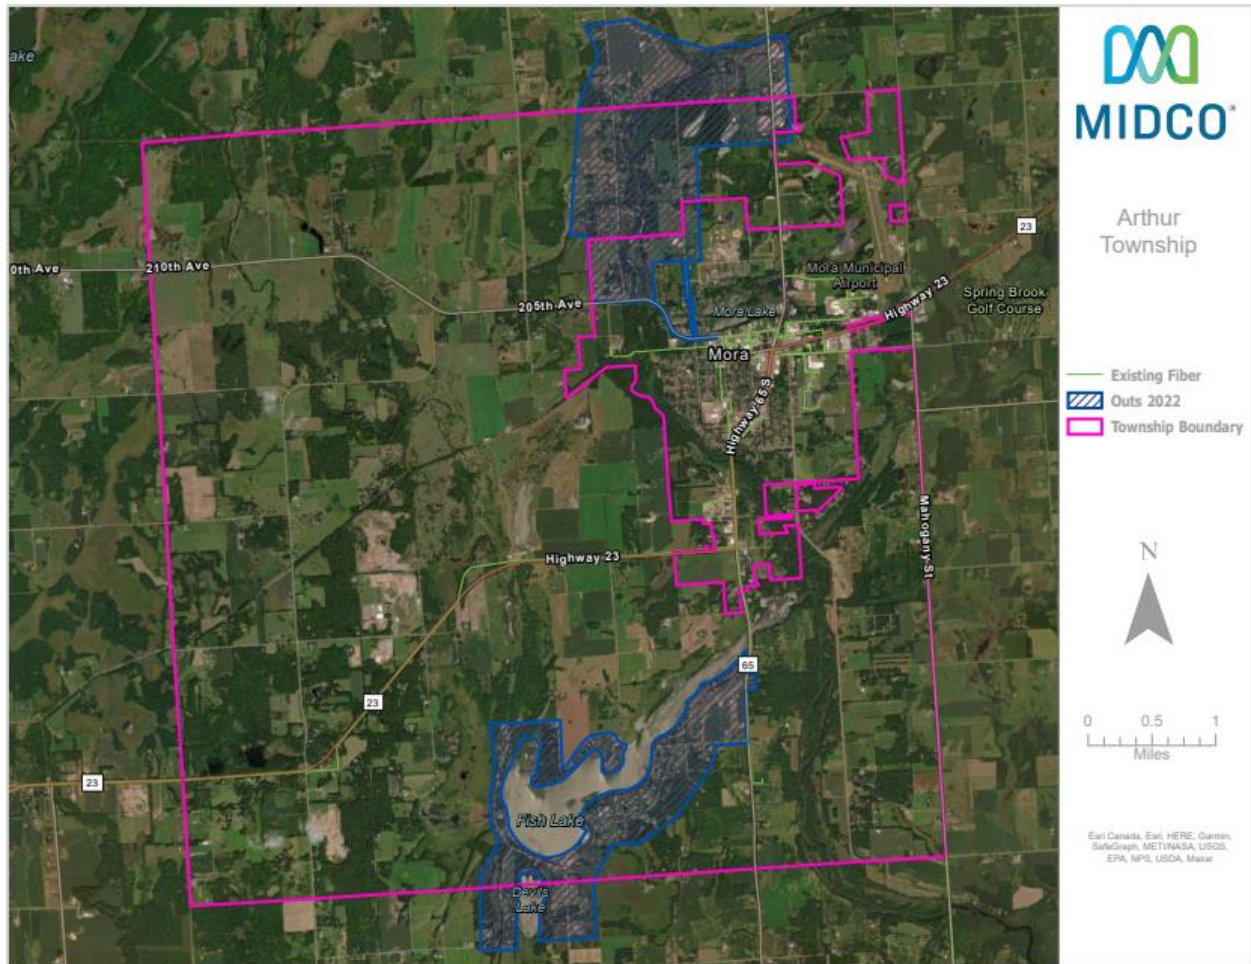 ake
MIDCO®
Arthur
Township
23
0th Ave
210th Ave
Mora Municipal
Airport
Spring Brook
Golf Course
205th Ave
Mora Lake
Highway 23
Mora
Existing Fiber
Outs 2022
Township Boundary
Highway 65 S
Mahogany St
N
Highway 23
65
23
0 0.5 1
Miles
23
Fish Lake
Devils
Lake
Esri Canada, Esri, HERE, Garmin,
SafeGraph, METI/NASA, USGS,
EPA, NPS, USDA, Maxar